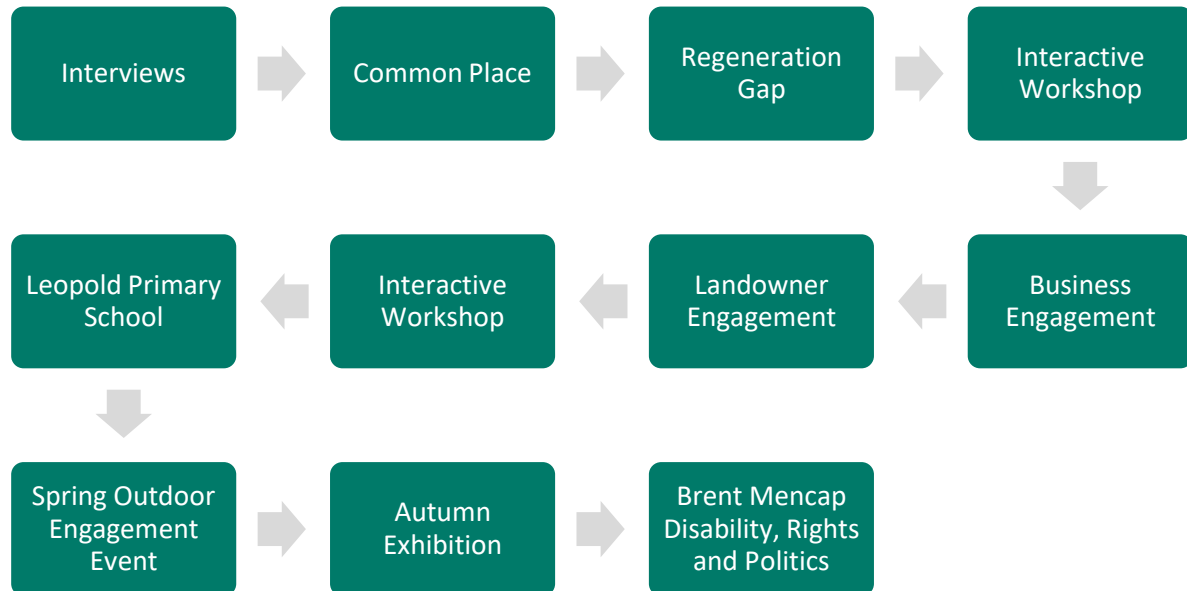 Interviews
Common Place
Regeneration
Gap
Interactive
Workshop
Business
Engagement
Landowner
Engagement
Interactive
Workshop
Leopold Primary
School
Spring Outdoor
Engagement
Event
Autumn
Exhibition
Brent Mencap
Disability, Rights
and Politics